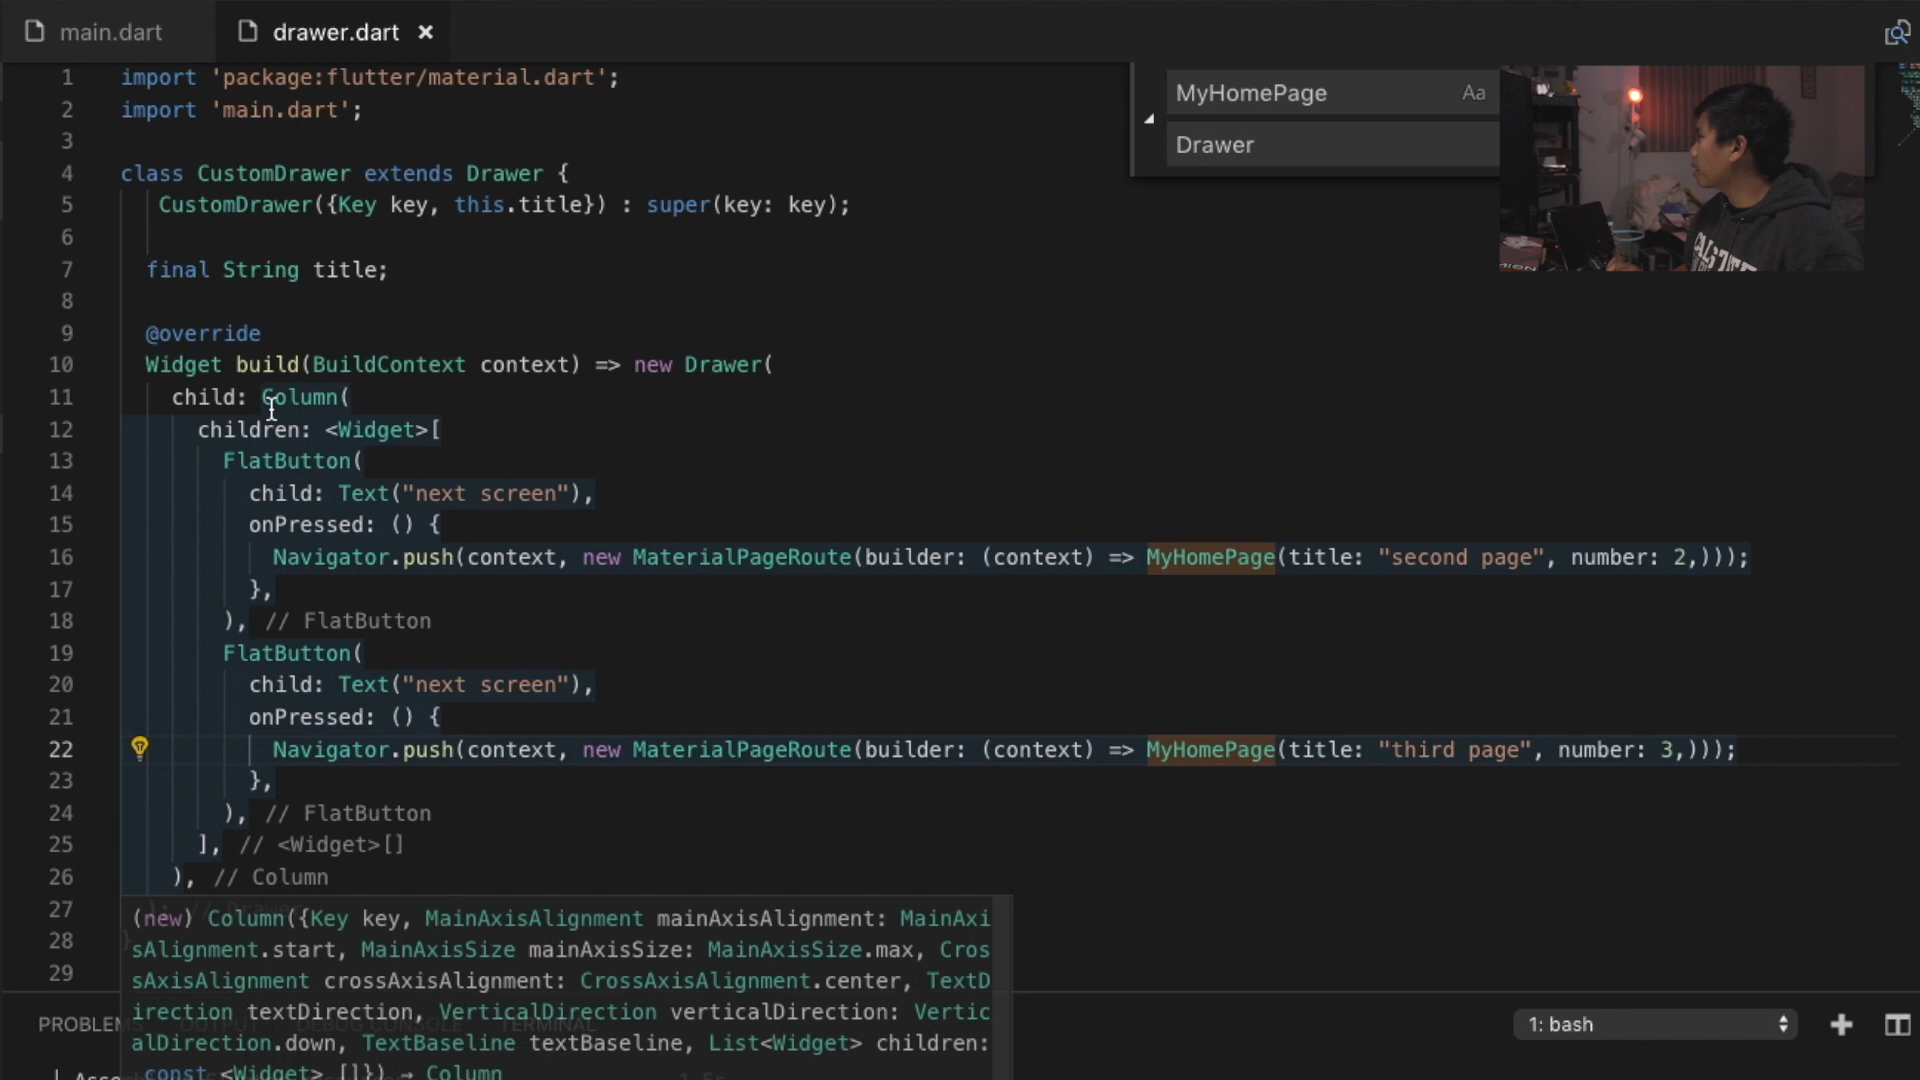 main.dart
drawer.dart ×
1 import 'package:flutter/material.dart';
2 import 'main.dart';
3
4 class CustomDrawer extends Drawer {
5 CustomDrawer({Key key, this.title}) : super(key: key);
6
7 final String title;
8
9 @override
10 Widget build(BuildContext context) => new Drawer(
11 child: Column(
12 children: <Widget>[
13 FlatButton(
14 child: Text("next screen"),
15 onPressed: () {
16 Navigator.push(context, new MaterialPageRoute(builder: (context) => MyHomePage(title: "second page", number: 2,)));
17 },
18 ), // FlatButton
19 FlatButton(
20 child: Text("next screen"),
21 onPressed: () {
22 Navigator.push(context, new MaterialPageRoute(builder: (context) => MyHomePage(title: "third page", number: 3,)));
23 },
24 ), // FlatButton
25 ], // <Widget>[]
26 ), // Column
27
28
29
MyHomePage Aa
Drawer
(new) Column({Key key, MainAxisAlignment mainAxisAlignment: MainAxi
sAlignment.start, MainAxisSize mainAxisSize: MainAxisSize.max, Cros
sAxisAlignment crossAxisAlignment: CrossAxisAlignment.center, TextD
irection textDirection, VerticalDirection verticalDirection: Vertic
alDirection.down, TextBaseline textBaseline, List<Widget> children:
const <Widget> []}) → Column
PROBLEMS OUTPUT DEBUG CONSOLE TERMINAL
1: bash